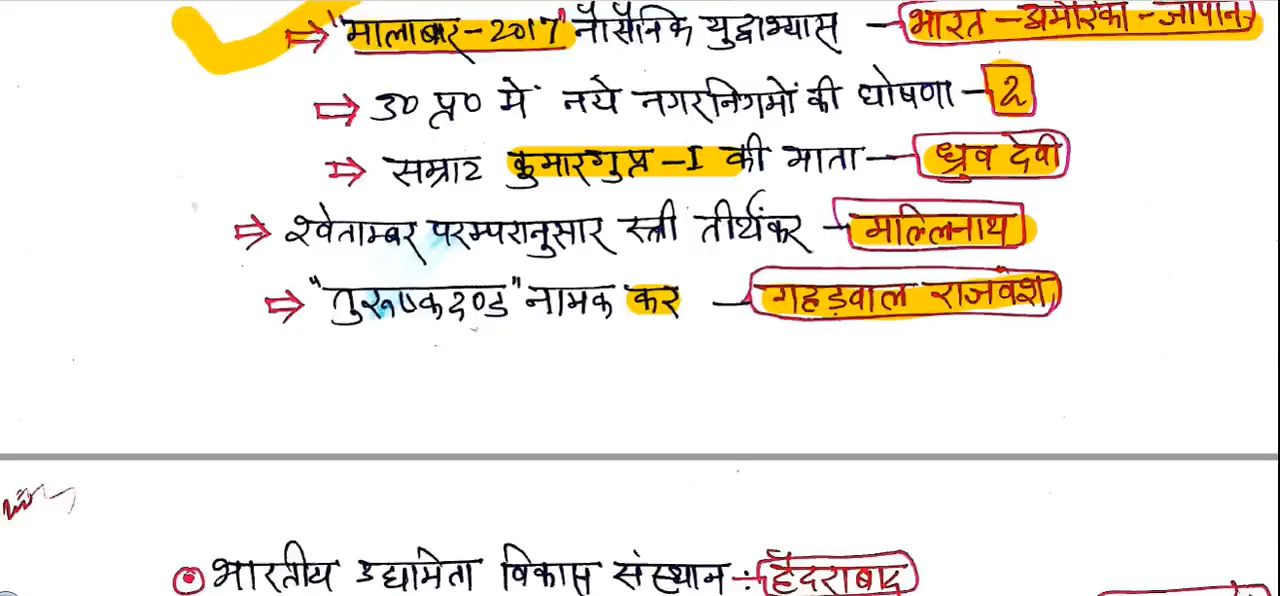 ⇒ "मालाबार-2017" नौसैनिक युद्धाभ्यास — भारत-अमेरिका-जापान
⇒ उ० प्र० में नये नगरनिगमों की घोषणा — 2
⇒ सम्राट कुमारगुप्त-I की माता — ध्रुव देवी
⇒ श्वेताम्बर परम्परानुसार स्त्री तीर्थंकर — मल्लिनाथ
⇒ "तुरूष्कदण्ड" नामक कर — गहड़वाल राजवंश
भारतीय उद्यमिता विकास संस्थान ÷ हैदराबाद